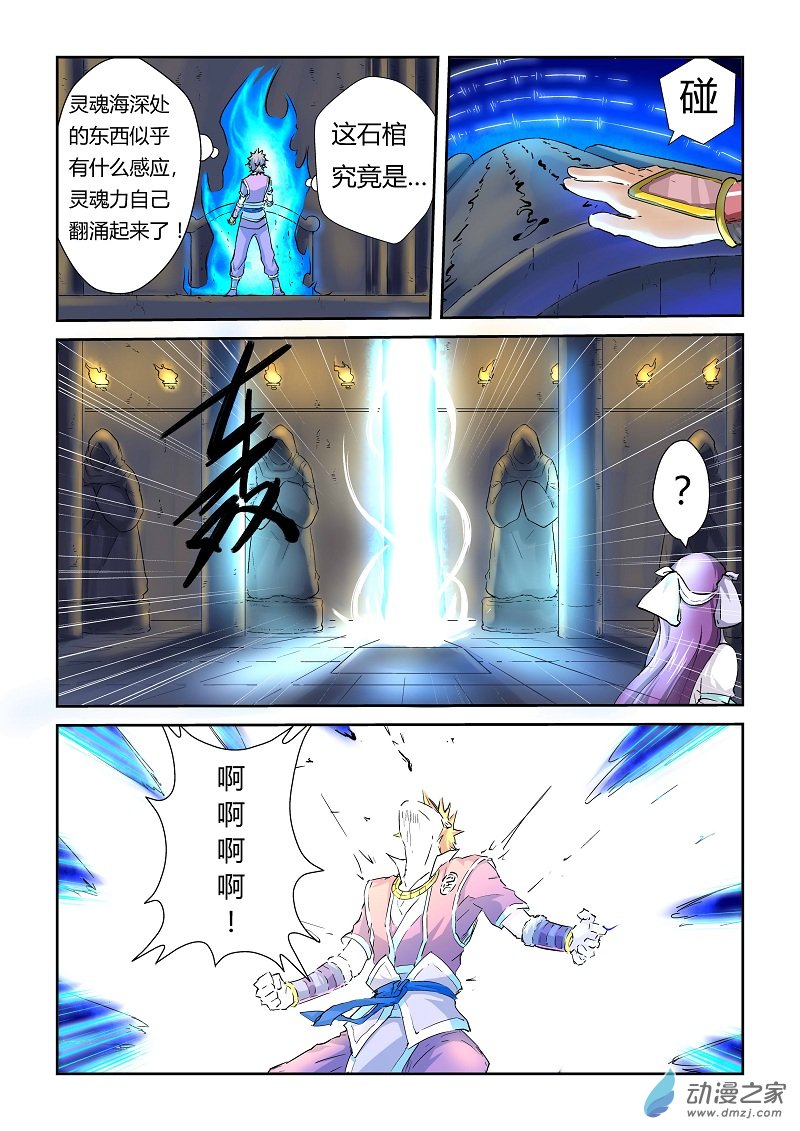 灵魂海深处
的东西似乎
有什么感应，
灵魂力自己
翻涌起来了！
这石棺
究竟是...
碰
轰
？
啊啊啊啊！
动漫之家
www.dmzj.com